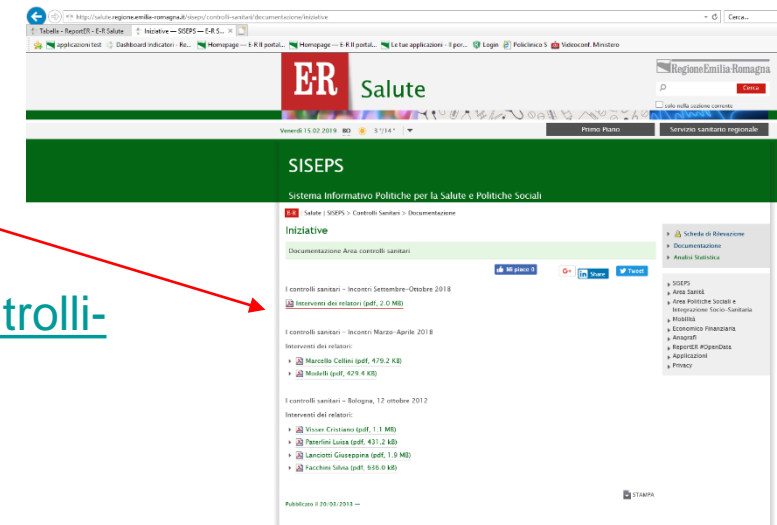 http://salute.regione.emilia-romagna.it/siseps/controlli-sanitari/documentazione/iniziative
Cerca...
Tabella - ReportER - E-R Salute
Iniziative — SISEPS — E-R S...
applicazioni test
Dashboard Indicatori - Re...
Homepage — E-R Il portal...
Homepage — E-R Il portal...
Le tue applicazioni - Il por...
Login
Policlinico S
Videoconf. Ministero
E-R Salute
RegioneEmilia-Romagna
Cerca
solo nella sezione corrente
Venerdì 15.02.2019 BO
Primo Piano
Servizio sanitario regionale
SISEPS
Sistema Informativo Politiche per la Salute e Politiche Sociali
E-R Salute | SISEPS > Controlli Sanitari > Documentazione
Iniziative
Documentazione Area controlli sanitari
Mi piace 0
G+
in Share
Tweet
I controlli sanitari - Incontri Settembre-Ottobre 2018
Interventi dei relatori (pdf, 2.0 MB)
I controlli sanitari - Incontri Marzo-Aprile 2018
Interventi dei relatori:
Marcello Cellini (pdf, 479.2 KB)
Modelli (pdf, 429.4 KB)
I controlli sanitari - Bologna, 12 ottobre 2012
Interventi dei relatori:
Visser Cristiano (pdf, 1.1 MB)
Paterlini Luisa (pdf, 431.2 kB)
Lanciotti Giuseppina (pdf, 1.9 MB)
Facchini Silvia (pdf, 636.0 kB)
STAMPA
Scheda di Rilevazione
Documentazione
Analisi Statistica
SISEPS
Area Sanità
Area Politiche Sociali e
Integrazione Socio-Sanitaria
Mobilità
Economico Finanziaria
Anagrafi
ReportER #OpenData
Applicazioni
Privacy
trolli-